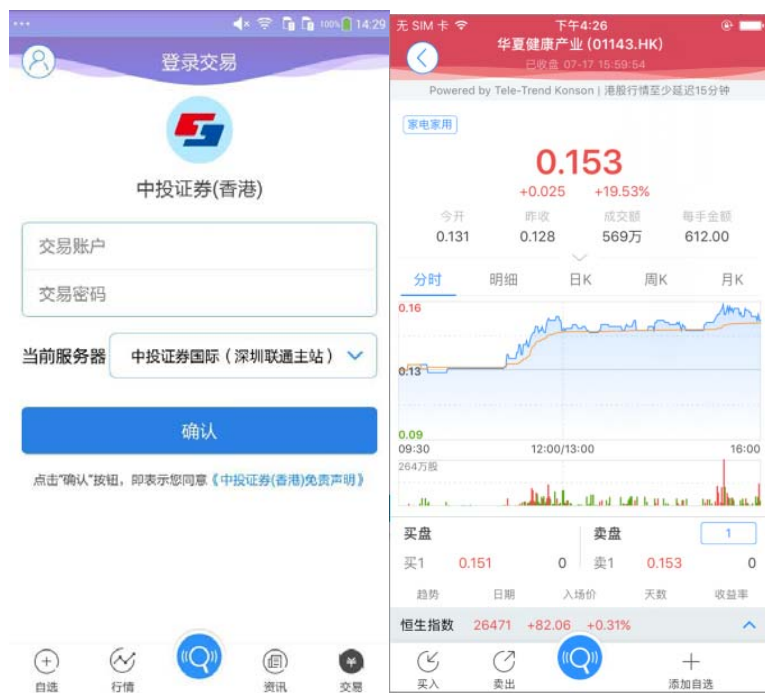 ... 100% 14:29
登录交易
中投证券(香港)
交易账户
交易密码
当前服务器 中投证券国际（深圳联通主站）
确认
点击“确认”按钮，即表示您同意《中投证券(香港)免责声明》
自选 行情 资讯 交易
无 SIM 卡 下午4:26
华夏健康产业 (01143.HK)
已收盘 07-17 15:59:54
Powered by Tele-Trend Konson | 港股行情至少延迟15分钟
家电家用
0.153
+0.025 +19.53%
今开 昨收 成交额 每手金额
0.131 0.128 569万 612.00
分时 明细 日K 周K 月K
0.16
0.13
0.09
09:30 12:00/13:00 16:00
264万股
买盘 卖盘 1
买1 0.151 0 卖1 0.153 0
趋势 日期 入场价 天数 收益率
恒生指数 26471 +82.06 +0.31%
买入 卖出 添加自选